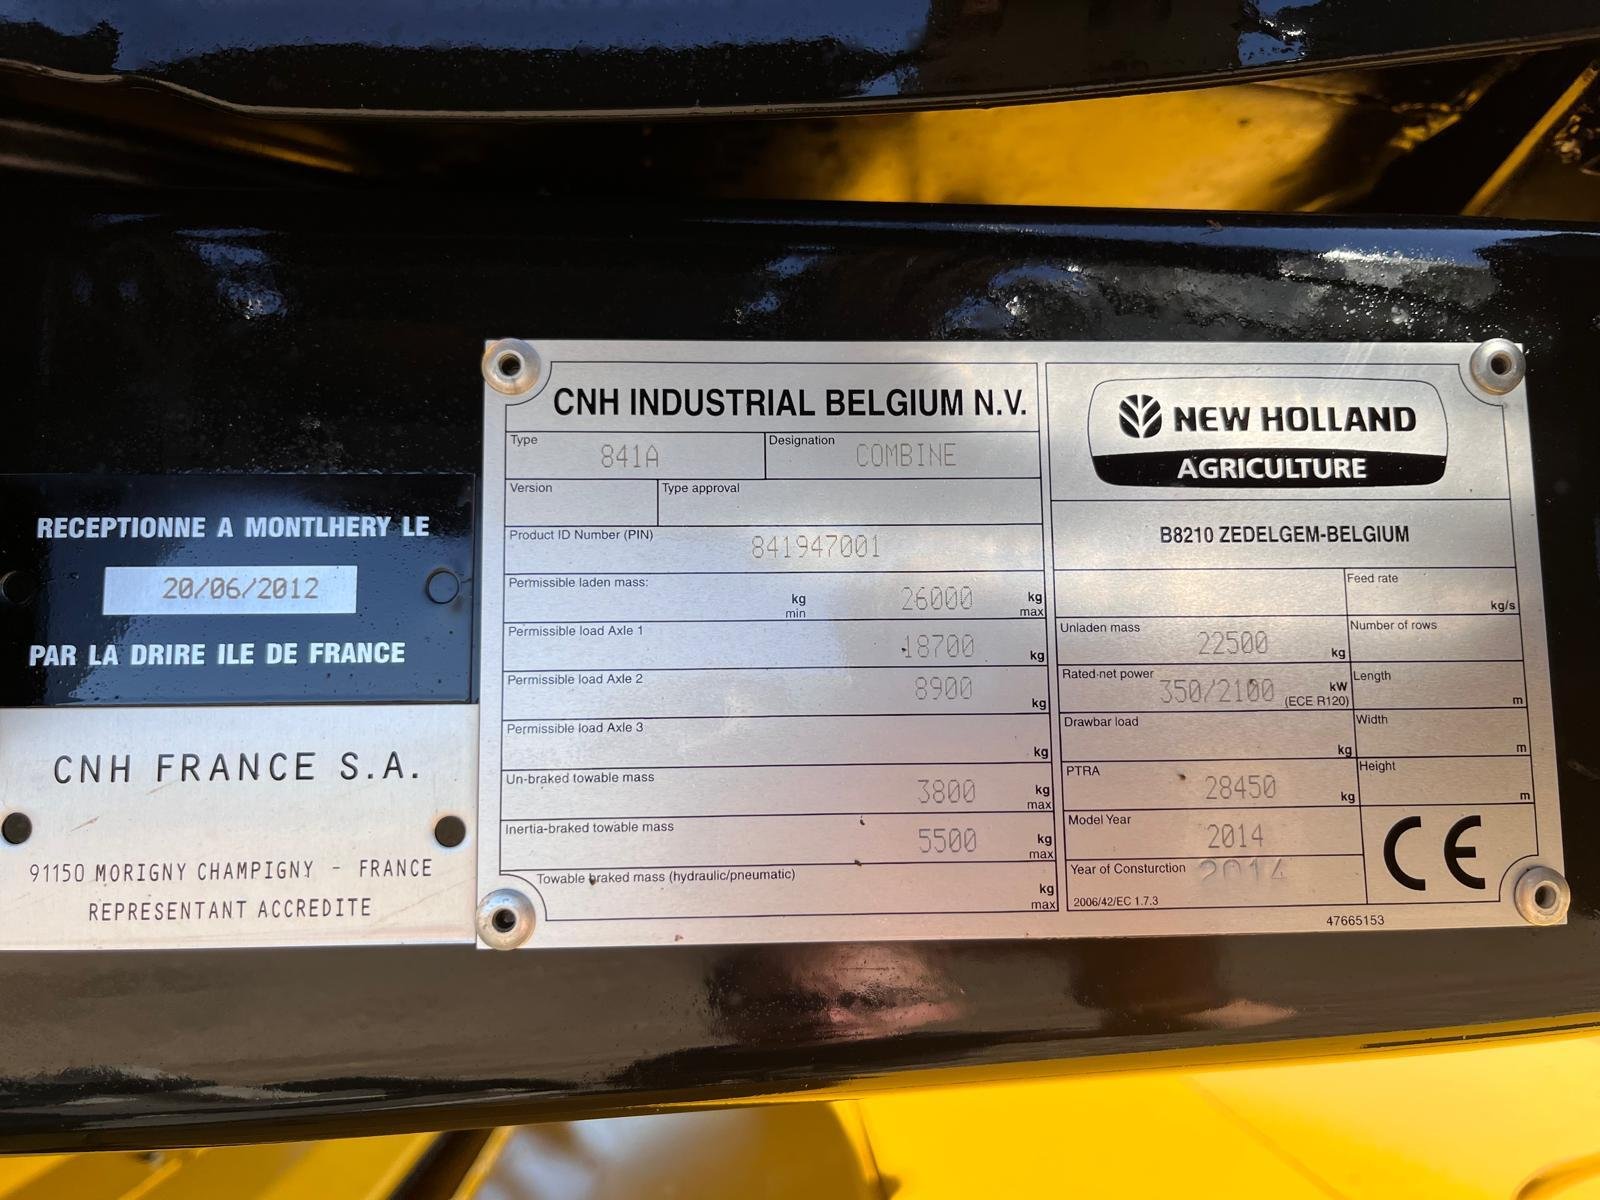 RECEPTIONNE A MONTLHERY LE
20/06/2012
PAR LA DRIRE ILE DE FRANCE
CNH FRANCE S.A.
91150 MORIGNY CHAMPIGNY - FRANCE
REPRESENTANT ACCREDITE
CNH INDUSTRIAL BELGIUM N.V.
Type 841A Designation COMBINE
Version Type approval
Product ID Number (PIN) 841947001
Permissible laden mass: kg min 26000 kg max
Permissible load Axle 1 18700 kg
Permissible load Axle 2 8900 kg
Permissible load Axle 3 kg
Un-braked towable mass 3800 kg max
Inertia-braked towable mass 5500 kg max
Towable braked mass (hydraulic/pneumatic) kg max
NEW HOLLAND
AGRICULTURE
B8210 ZEDELGEM-BELGIUM
Feed rate kg/s
Unladen mass 22500 kg Number of rows
Rated-net power 350/2100 kW (ECE R120) Length m
Drawbar load kg Width m
PTRA 28450 kg Height m
Model Year 2014
Year of Consturction 2014
2006/42/EC 1.7.3
CE
47665153